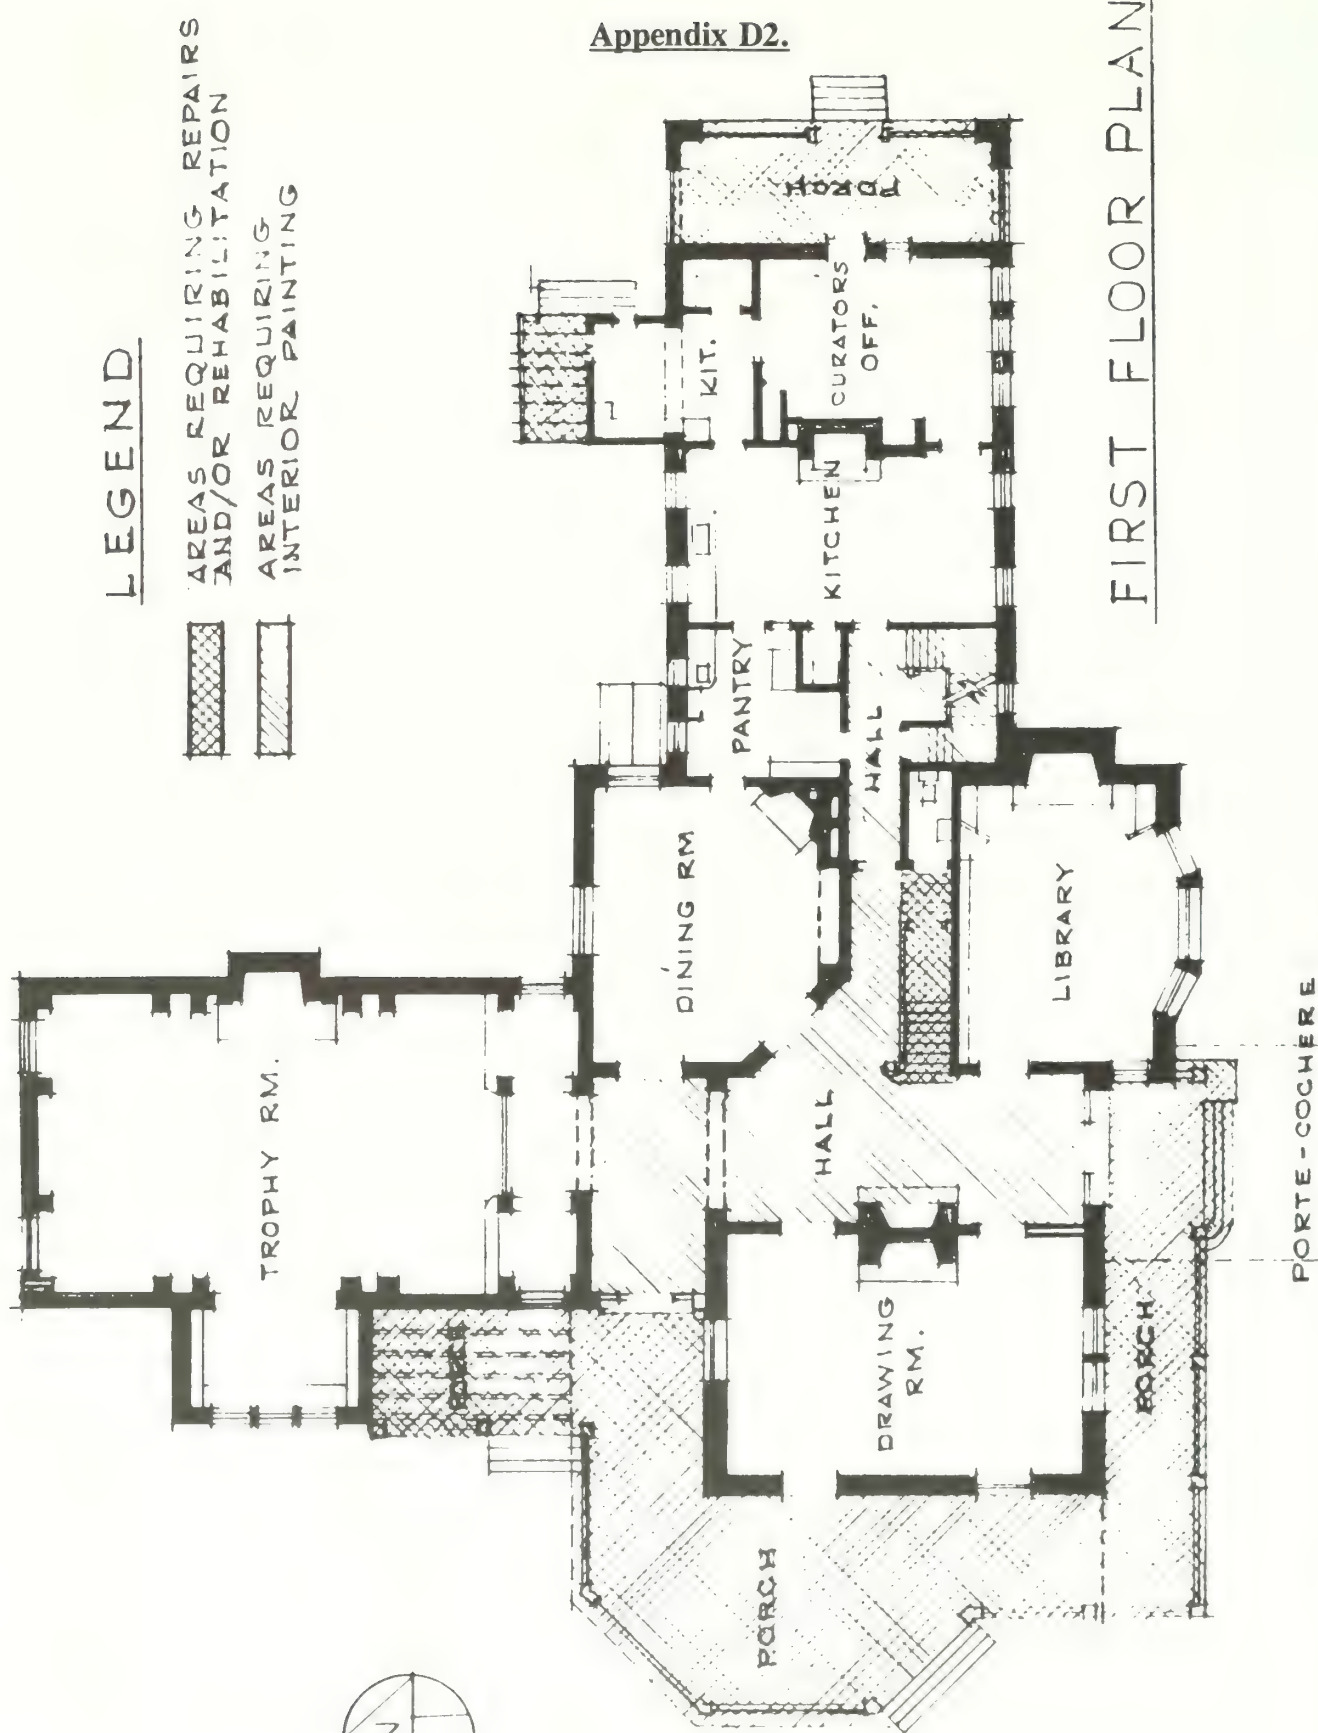 Appendix D2.
LEGEND
AREAS REQUIRING REPAIRS
AND/OR REHABILITATION
AREAS REQUIRING
INTERIOR PAINTING
FIRST FLOOR PLAN
PORCH
CURATORS
OFF.
KIT.
KITCHEN
PANTRY
HALL
DINING RM
LIBRARY
TROPHY RM.
HALL
PORTE-COCHERE
DRAWING
RM.
PORCH
PORCH
N